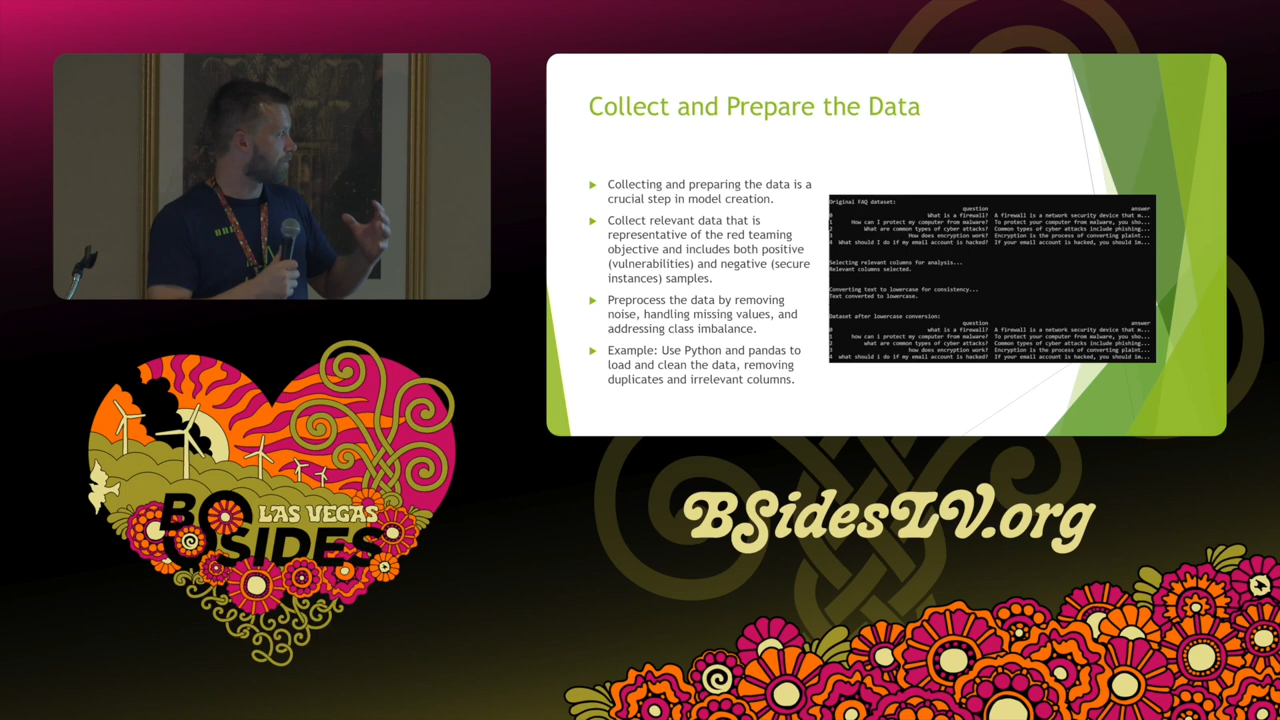 Collect and Prepare the Data
Collecting and preparing the data is a
crucial step in model creation.
Collect relevant data that is
representative of the red teaming
objective and includes both positive
(vulnerabilities) and negative (secure
instances) samples.
Preprocess the data by removing
noise, handling missing values, and
addressing class imbalance.
Example: Use Python and pandas to
load and clean the data, removing
duplicates and irrelevant columns.
Original FAQ dataset:
question answer
0 What is a firewall? A firewall is a network security device that m...
1 How can I protect my computer from malware? To protect your computer from malware, you sho...
2 What are common types of cyber attacks? Common types of cyber attacks include phishing...
3 How does encryption work? Encryption is the process of converting plaint...
4 What should I do if my email account is hacked? If your email account is hacked, you should im...
Selecting relevant columns for analysis...
Relevant columns selected.
Converting text to lowercase for consistency...
Text converted to lowercase.
Dataset after lowercase conversion:
question answer
0 what is a firewall? A firewall is a network security device that m...
1 how can i protect my computer from malware? To protect your computer from malware, you sho...
2 what are common types of cyber attacks? Common types of cyber attacks include phishing...
3 how does encryption work? Encryption is the process of converting plaint...
4 what should i do if my email account is hacked? If your email account is hacked, you should im...
LAS VEGAS
BSIDES
BSidesLV.org